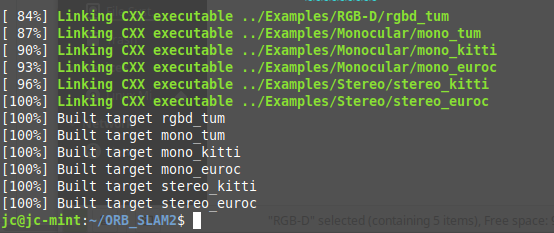 [ 84%] Linking CXX executable ../Examples/RGB-D/rgbd_tum
[ 87%] Linking CXX executable ../Examples/Monocular/mono_tum
[ 90%] Linking CXX executable ../Examples/Monocular/mono_kitti
[ 93%] Linking CXX executable ../Examples/Monocular/mono_euroc
[ 96%] Linking CXX executable ../Examples/Stereo/stereo_kitti
[100%] Linking CXX executable ../Examples/Stereo/stereo_euroc
[100%] Built target rgbd_tum
[100%] Built target mono_tum
[100%] Built target mono_kitti
[100%] Built target mono_euroc
[100%] Built target stereo_kitti
[100%] Built target stereo_euroc
jc@jc-mint:~/ORB_SLAM2$
"RGB-D" selected (containing 5 items), Free space: